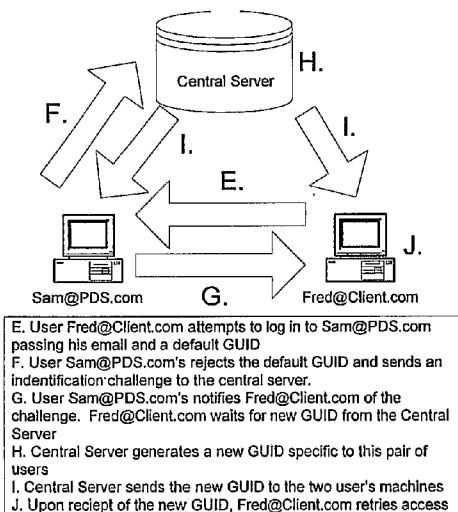 Central Server
H.
F.
I.
I.
E.
J.
Sam@PDS.com
G.
Fred@Client.com
E. User Fred@Client.com attempts to log in to Sam@PDS.com
passing his email and a default GUID
F. User Sam@PDS.com's rejects the default GUID and sends an
indentification challenge to the central server.
G. User Sam@PDS.com's notifies Fred@Client.com of the
challenge. Fred@Client.com waits for new GUID from the Central
Server
H. Central Server generates a new GUID specific to this pair of
users
I. Central Server sends the new GUID to the two user's machines
J. Upon reciept of the new GUID, Fred@Client.com retries access